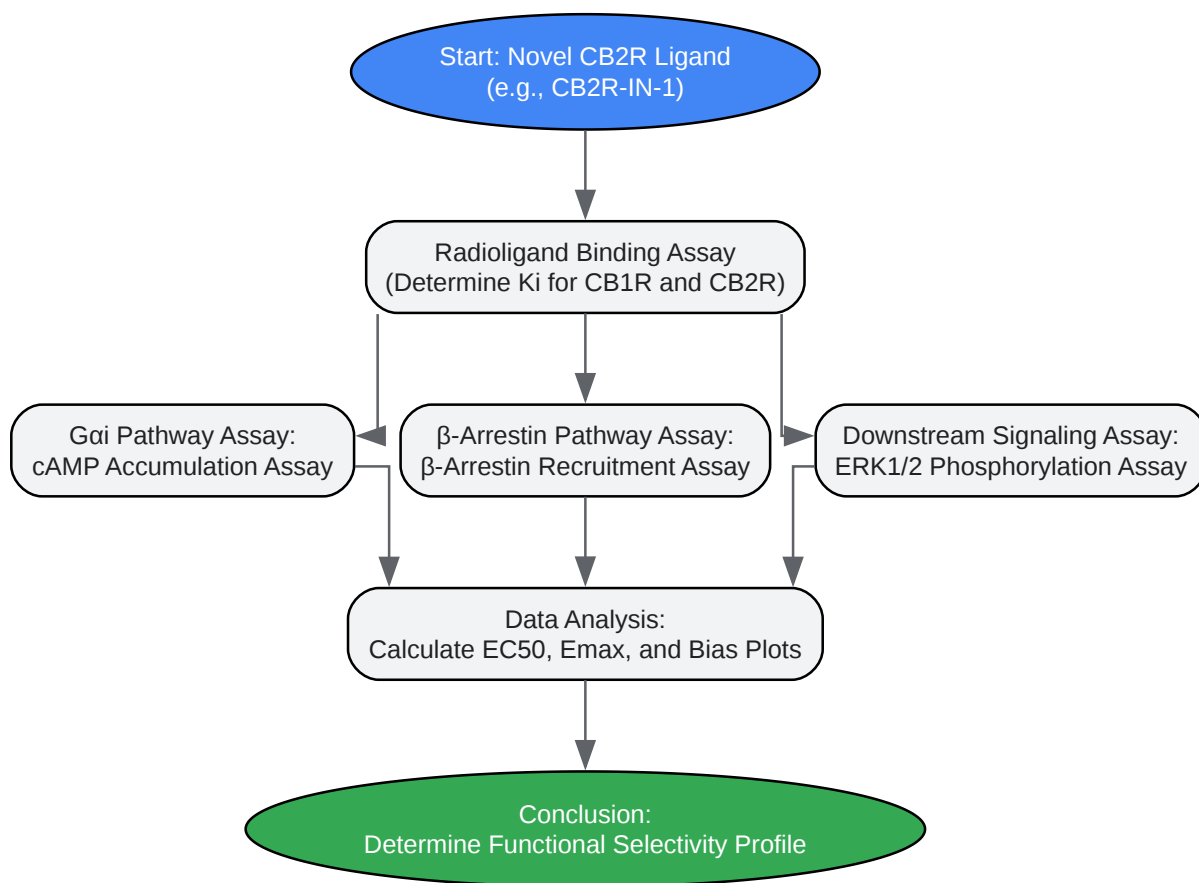 Start: Novel CB2R Ligand
(e.g., CB2R-IN-1)
Radioligand Binding Assay
(Determine Ki for CB1R and CB2R)
Gαi Pathway Assay:
cAMP Accumulation Assay
β-Arrestin Pathway Assay:
β-Arrestin Recruitment Assay
Downstream Signaling Assay:
ERK1/2 Phosphorylation Assay
Data Analysis:
Calculate EC50, Emax, and Bias Plots
Conclusion:
Determine Functional Selectivity Profile